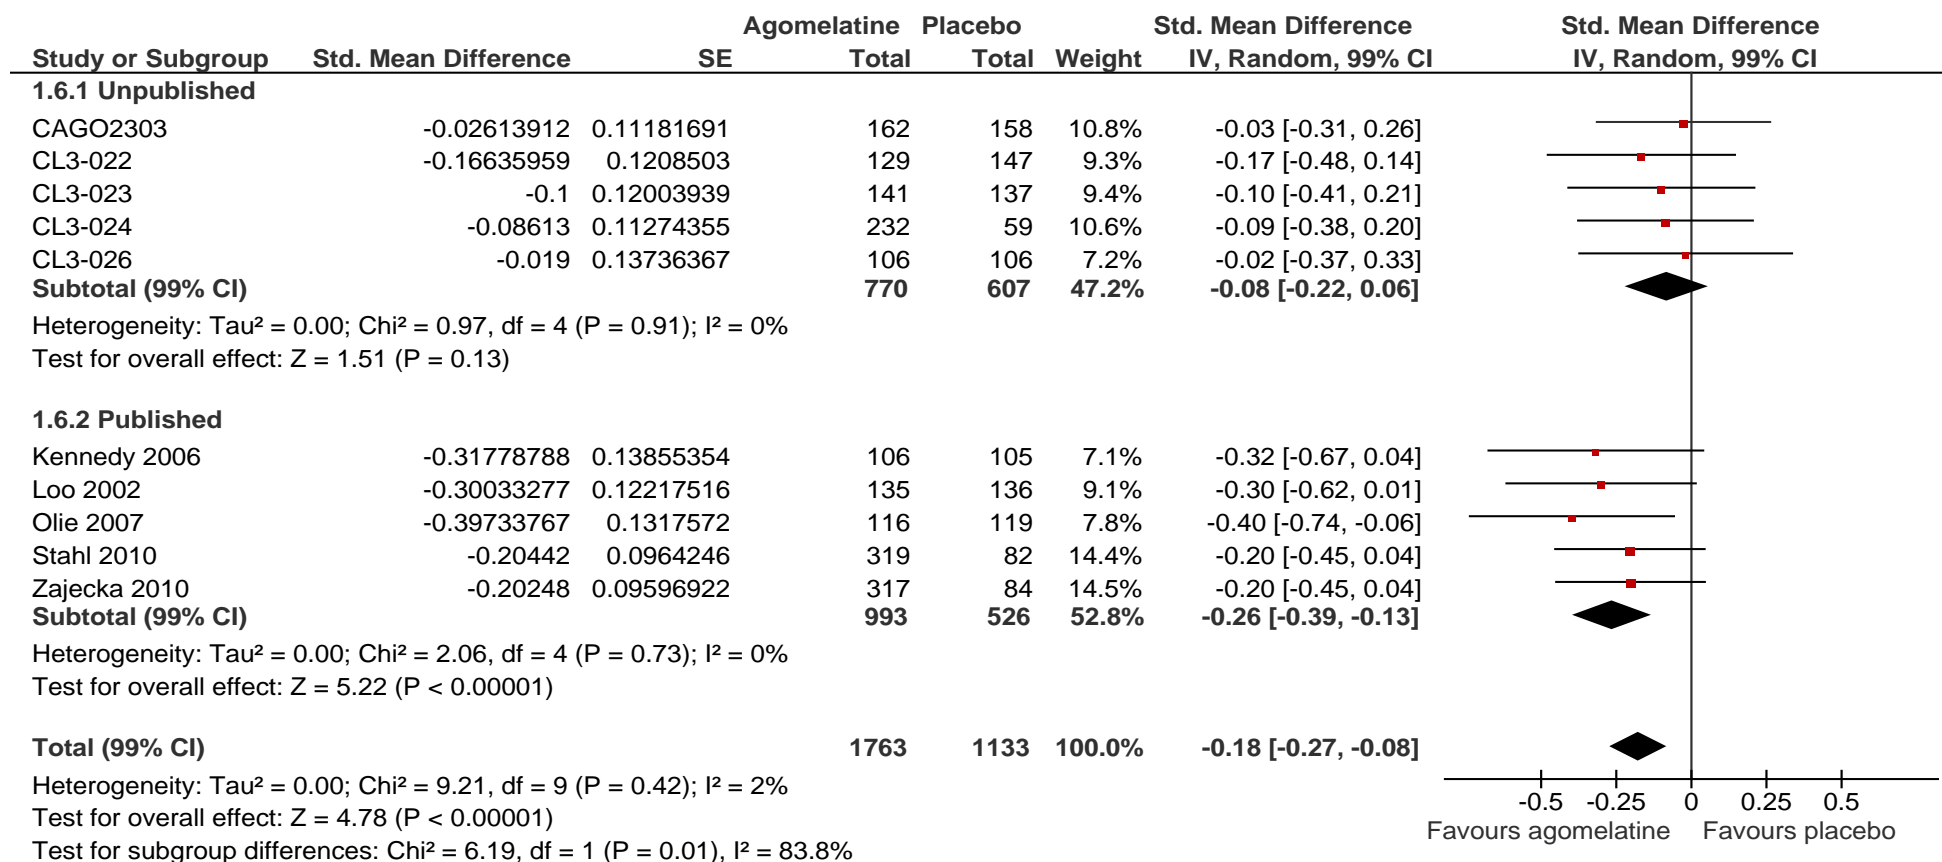 Agomelatine Placebo Std. Mean Difference Std. Mean Difference
Study or Subgroup Std. Mean Difference SE Total Total Weight IV, Random, 99% CI IV, Random, 99% CI
1.6.1 Unpublished
CAGO2303 -0.02613912 0.11181691 162 158 10.8% -0.03 [-0.31, 0.26]
CL3-022 -0.16635959 0.1208503 129 147 9.3% -0.17 [-0.48, 0.14]
CL3-023 -0.1 0.12003939 141 137 9.4% -0.10 [-0.41, 0.21]
CL3-024 -0.08613 0.11274355 232 59 10.6% -0.09 [-0.38, 0.20]
CL3-026 -0.019 0.13736367 106 106 7.2% -0.02 [-0.37, 0.33]
Subtotal (99% CI) 770 607 47.2% -0.08 [-0.22, 0.06]
Heterogeneity: Tau² = 0.00; Chi² = 0.97, df = 4 (P = 0.91); I² = 0%
Test for overall effect: Z = 1.51 (P = 0.13)
1.6.2 Published
Kennedy 2006 -0.31778788 0.13855354 106 105 7.1% -0.32 [-0.67, 0.04]
Loo 2002 -0.30033277 0.12217516 135 136 9.1% -0.30 [-0.62, 0.01]
Olie 2007 -0.39733767 0.1317572 116 119 7.8% -0.40 [-0.74, -0.06]
Stahl 2010 -0.20442 0.0964246 319 82 14.4% -0.20 [-0.45, 0.04]
Zajecka 2010 -0.20248 0.09596922 317 84 14.5% -0.20 [-0.45, 0.04]
Subtotal (99% CI) 993 526 52.8% -0.26 [-0.39, -0.13]
Heterogeneity: Tau² = 0.00; Chi² = 2.06, df = 4 (P = 0.73); I² = 0%
Test for overall effect: Z = 5.22 (P < 0.00001)
Total (99% CI) 1763 1133 100.0% -0.18 [-0.27, -0.08]
Heterogeneity: Tau² = 0.00; Chi² = 9.21, df = 9 (P = 0.42); I² = 2%
Test for overall effect: Z = 4.78 (P < 0.00001)
Test for subgroup differences: Chi² = 6.19, df = 1 (P = 0.01), I² = 83.8%
-0.5 -0.25 0 0.25 0.5
Favours agomelatine Favours placebo